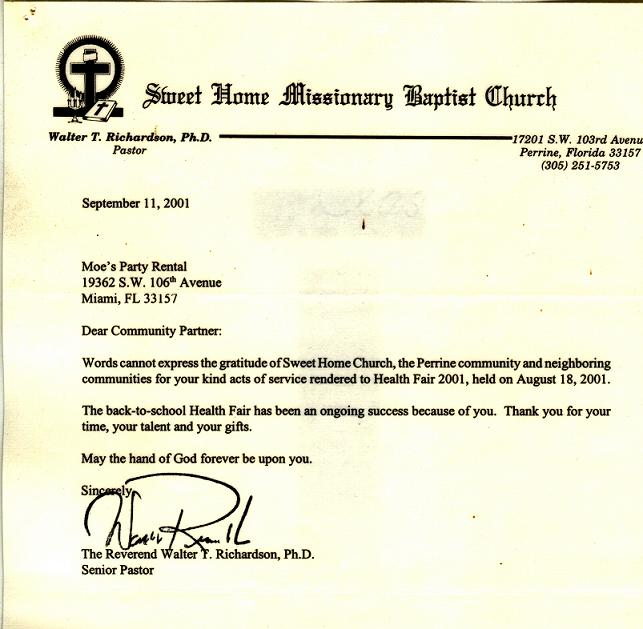 Sweet Home Missionary Baptist Church
Walter T. Richardson, Ph.D.
Pastor
17201 S.W. 103rd Avenu
Perrine, Florida 33157
(305) 251-5753
September 11, 2001
Moe's Party Rental
19362 S.W. 106th Avenue
Miami, FL 33157
Dear Community Partner:
Words cannot express the gratitude of Sweet Home Church, the Perrine community and neighboring
communities for your kind acts of service rendered to Health Fair 2001, held on August 18, 2001.
The back-to-school Health Fair has been an ongoing success because of you. Thank you for your
time, your talent and your gifts.
May the hand of God forever be upon you.
Sincerely,
The Reverend Walter T. Richardson, Ph.D.
Senior Pastor